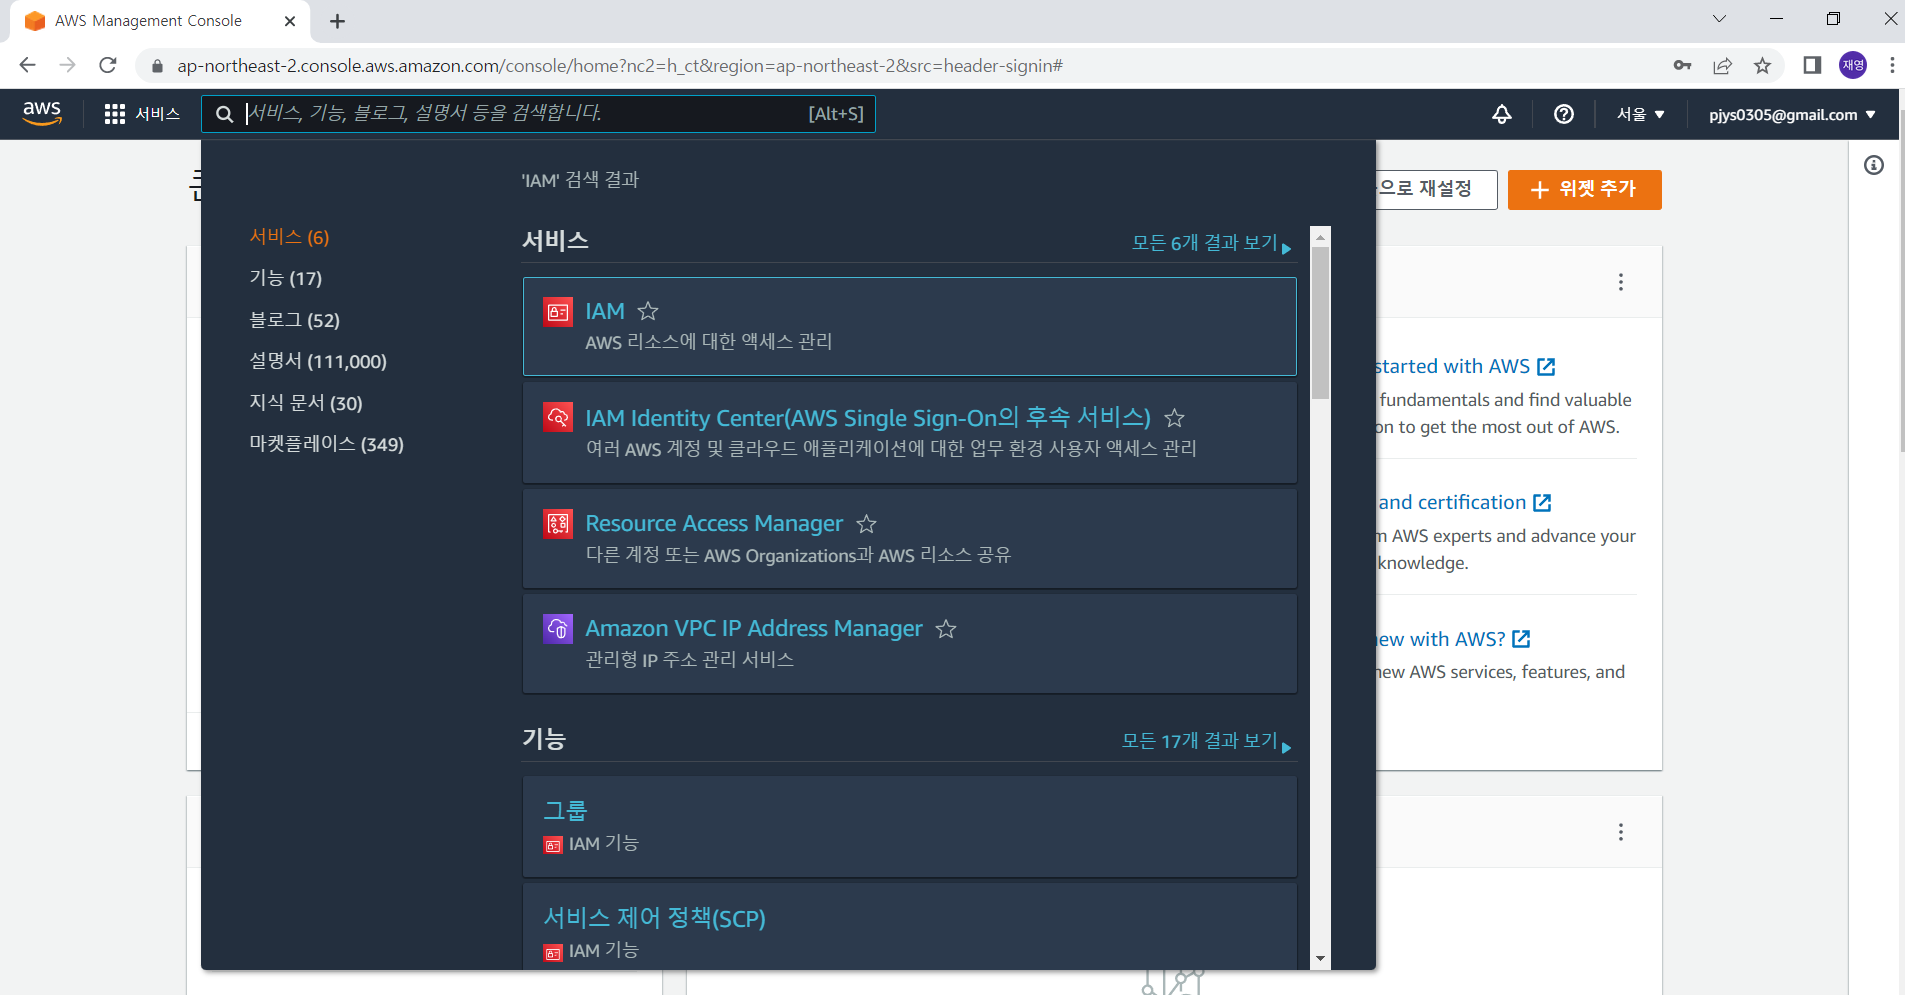 AWS Management Console
ap-northeast-2.console.aws.amazon.com/console/home?nc2=h_ct&region=ap-northeast-2&src=header-signin#
재영
aws
서비스
서비스, 기능, 블로그, 설명서 등을 검색합니다.
[Alt+S]
서울
pjys0305@gmail.com
'IAM' 검색 결과
으로 재설정
위젯 추가
서비스 (6)
기능 (17)
블로그 (52)
설명서 (111,000)
지식 문서 (30)
마켓플레이스 (349)
서비스
모든 6개 결과 보기
IAM
AWS 리소스에 대한 액세스 관리
IAM Identity Center(AWS Single Sign-On의 후속 서비스)
여러 AWS 계정 및 클라우드 애플리케이션에 대한 업무 환경 사용자 액세스 관리
Resource Access Manager
다른 계정 또는 AWS Organizations과 AWS 리소스 공유
Amazon VPC IP Address Manager
관리형 IP 주소 관리 서비스
기능
모든 17개 결과 보기
그룹
IAM 기능
서비스 제어 정책(SCP)
IAM 기능
started with AWS
fundamentals and find valuable
on to get the most out of AWS.
and certification
AWS experts and advance your
knowledge.
with AWS?
new AWS services, features, and